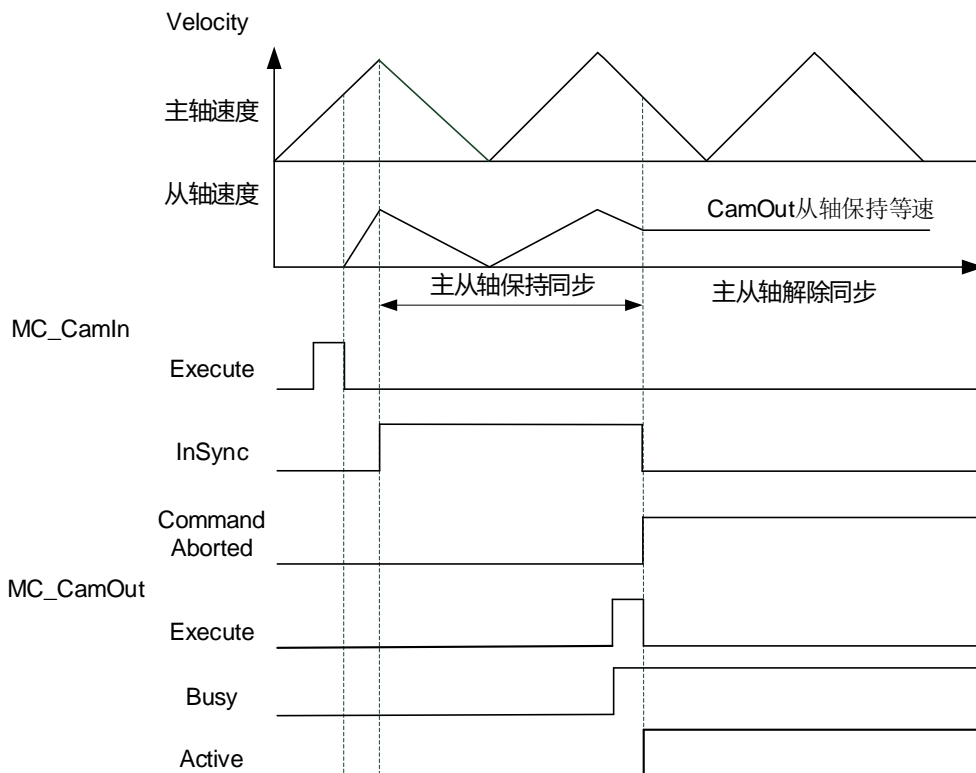 Velocity
主轴速度
从轴速度
CamOut从轴保持等速
主从轴保持同步
主从轴解除同步
MC_CamIn
Execute
InSync
Command
Aborted
MC_CamOut
Execute
Busy
Active